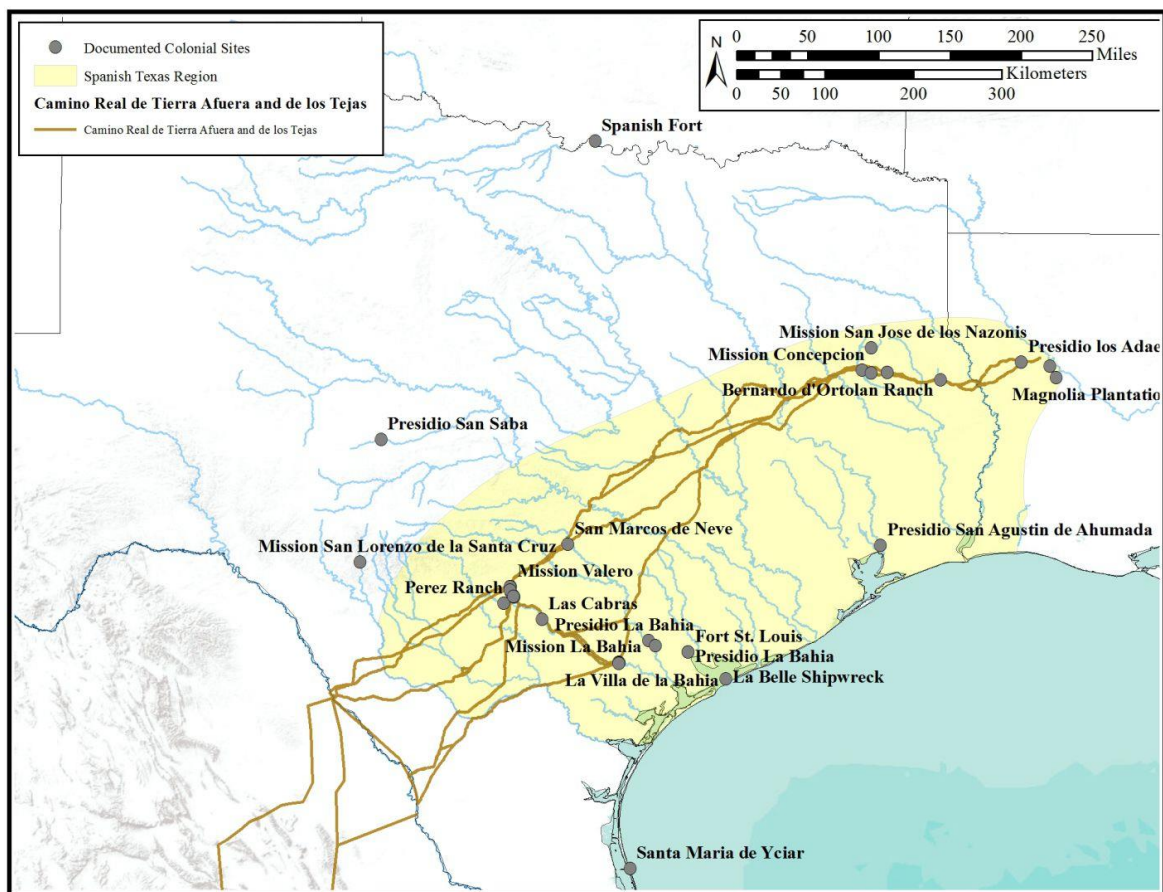 Documented Colonial Sites
Spanish Texas Region
Camino Real de Tierra Afuera and de los Tejas
Camino Real de Tierra Afuera and de los Tejas
N
0 50 100 150 200 250
Miles
Kilometers
0 50 100 200 300
Spanish Fort
Mission San Jose de los Nazonis
Mission Concepcion
Presidio los Adae
Bernardo d'Ortolan Ranch
Magnolia Plantatio
Presidio San Saba
San Marcos de Neve
Presidio San Agustin de Ahumada
Mission San Lorenzo de la Santa Cruz
Mission Valero
Perez Ranch
Las Cabras
Presidio La Bahia
Mission La Bahia
Fort St. Louis
Presidio La Bahia
La Villa de la Bahia
La Belle Shipwreck
Santa Maria de Yciar